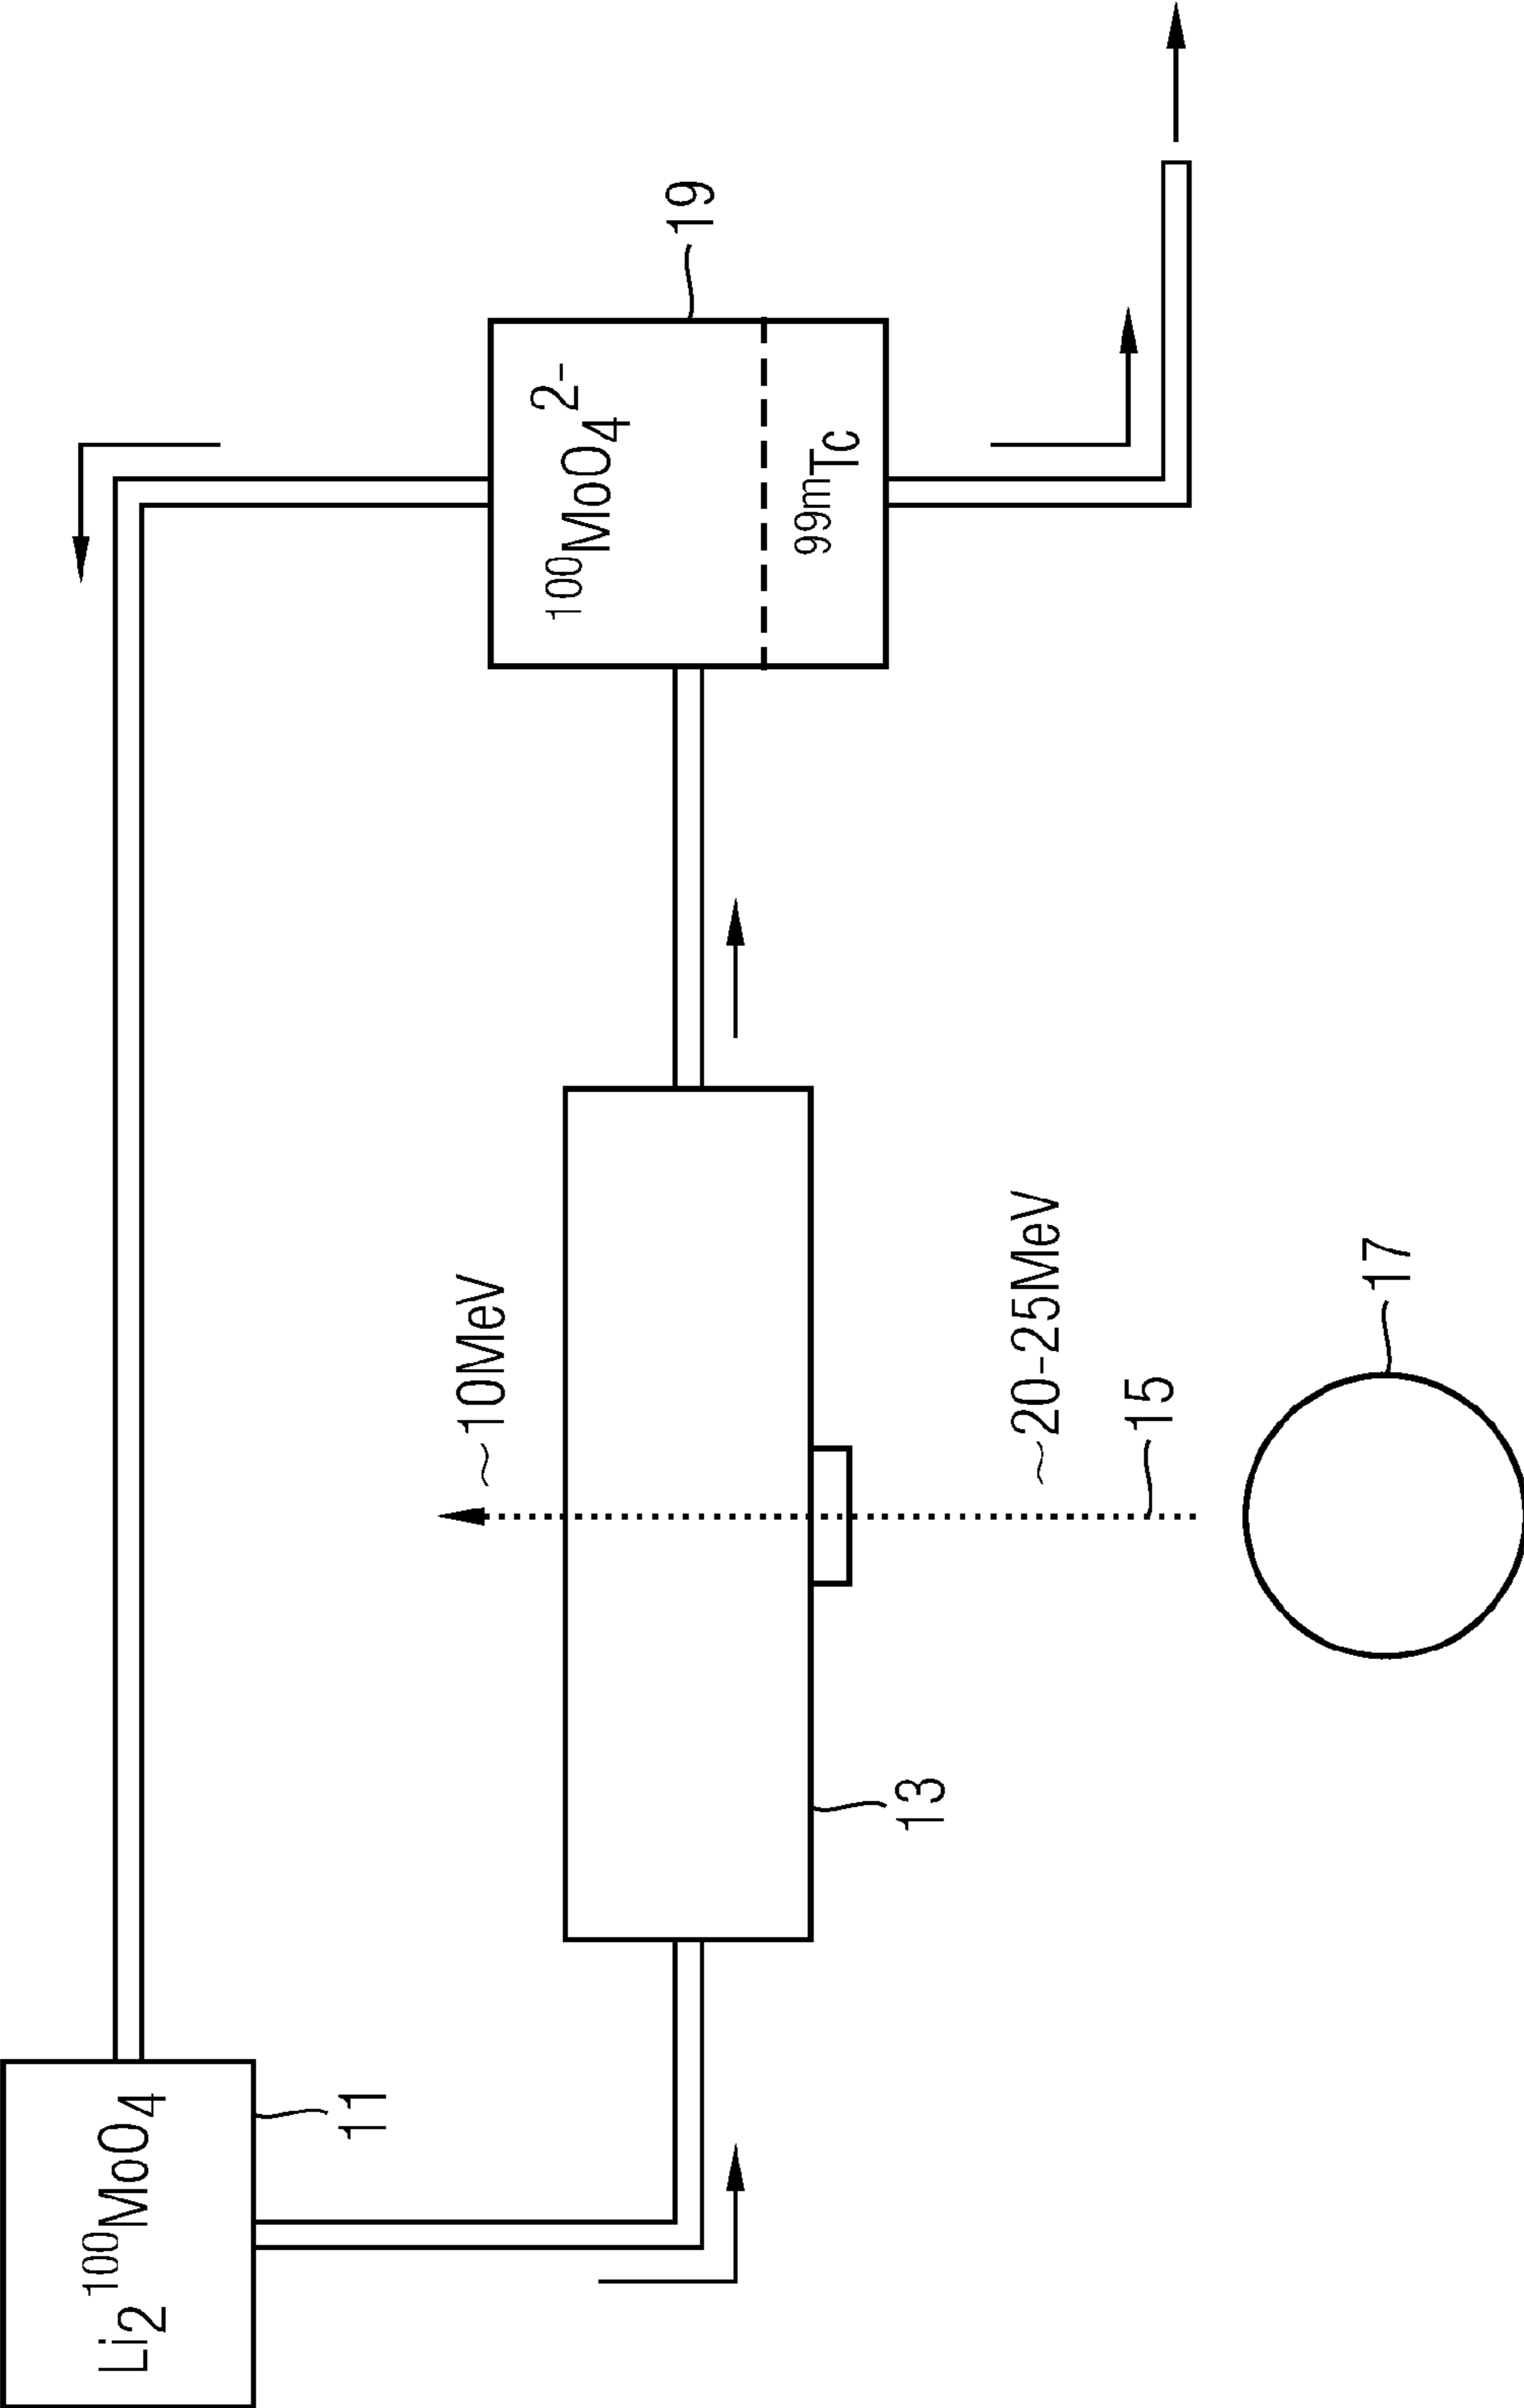 Li₂¹⁰⁰MoO₄
11
~10MeV
¹⁰⁰MoO₄²⁻
19
⁹⁹ᵐTc
13
~20-25MeV
15
17